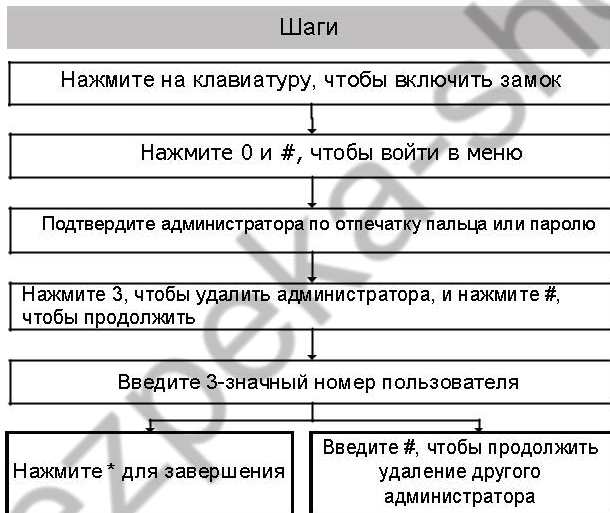 Шаги
Нажмите на клавиатуру, чтобы включить замок
Нажмите 0 и #, чтобы войти в меню
Подтвердите администратора по отпечатку пальца или паролю
Нажмите 3, чтобы удалить администратора, и нажмите #,
чтобы продолжить
Введите 3-значный номер пользователя
Нажмите * для завершения
Введите #, чтобы продолжить
удаление другого
администратора
ezpeka-sho